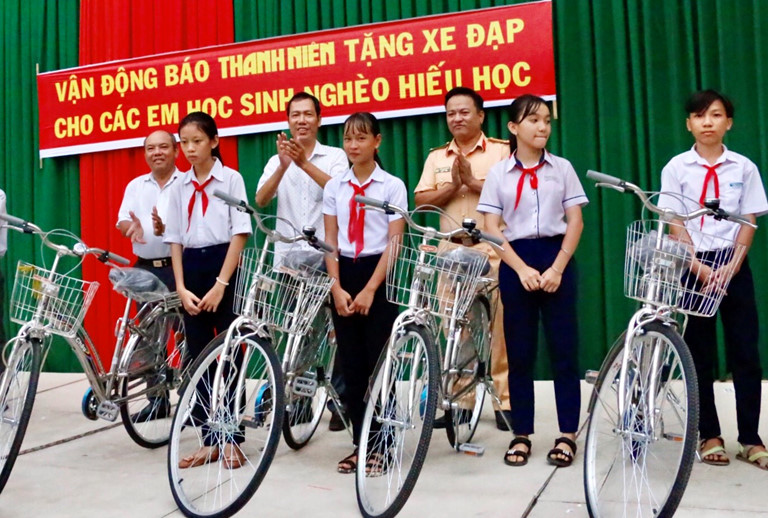 VẬN ĐỘNG BÁO THANH NIÊN TẶNG XE ĐẠP
CHO CÁC EM HỌC SINH NGHÈO HIẾU HỌC